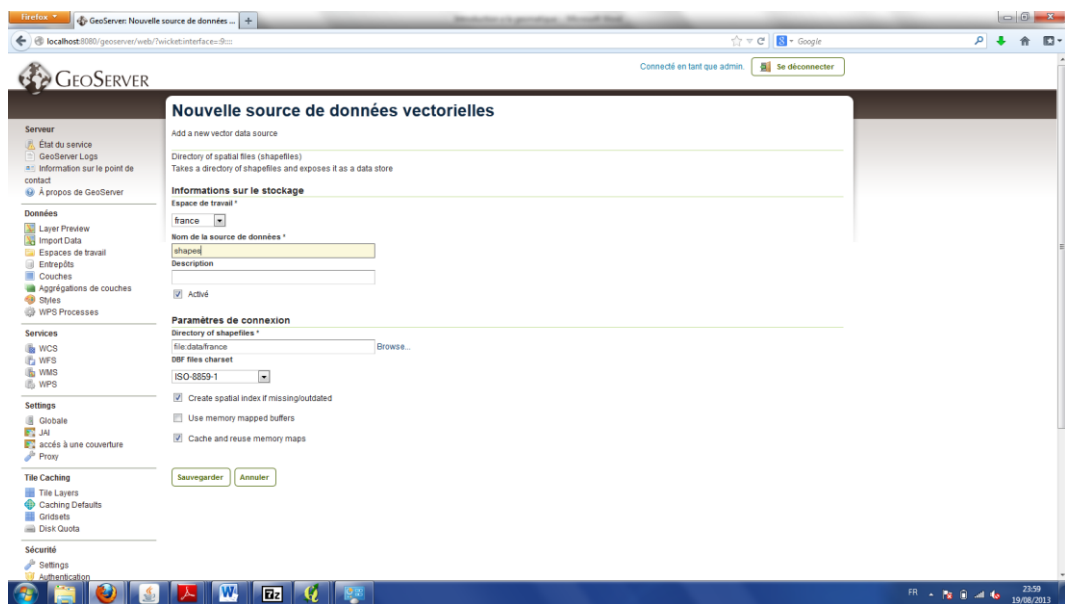 Firefox
GeoServer: Nouvelle source de données ...
localhost:8080/geoserver/web/?wicket:interface=:9::::
Google
GEOSERVER
Connecté en tant que admin.
Se déconnecter
Nouvelle source de données vectorielles
Add a new vector data source
Directory of spatial files (shapefiles)
Takes a directory of shapefiles and exposes it as a data store
Informations sur le stockage
Espace de travail *
france
Nom de la source de données *
shapes
Description
Activé
Paramètres de connexion
Directory of shapefiles *
file:data/france
Browse...
DBF files charset
ISO-8859-1
Create spatial index if missing/outdated
Use memory mapped buffers
Cache and reuse memory maps
Sauvegarder
Annuler
Serveur
État du service
GeoServer Logs
Information sur le point de
contact
À propos de GeoServer
Données
Layer Preview
Import Data
Espaces de travail
Entrepôts
Couches
Aggrégations de couches
Styles
WPS Processes
Services
WCS
WFS
WMS
WPS
Settings
Globale
JAI
accés à une couverture
Proxy
Tile Caching
Tile Layers
Caching Defaults
Gridsets
Disk Quota
Sécurité
Settings
Authentication
FR
23:59
19/08/2013